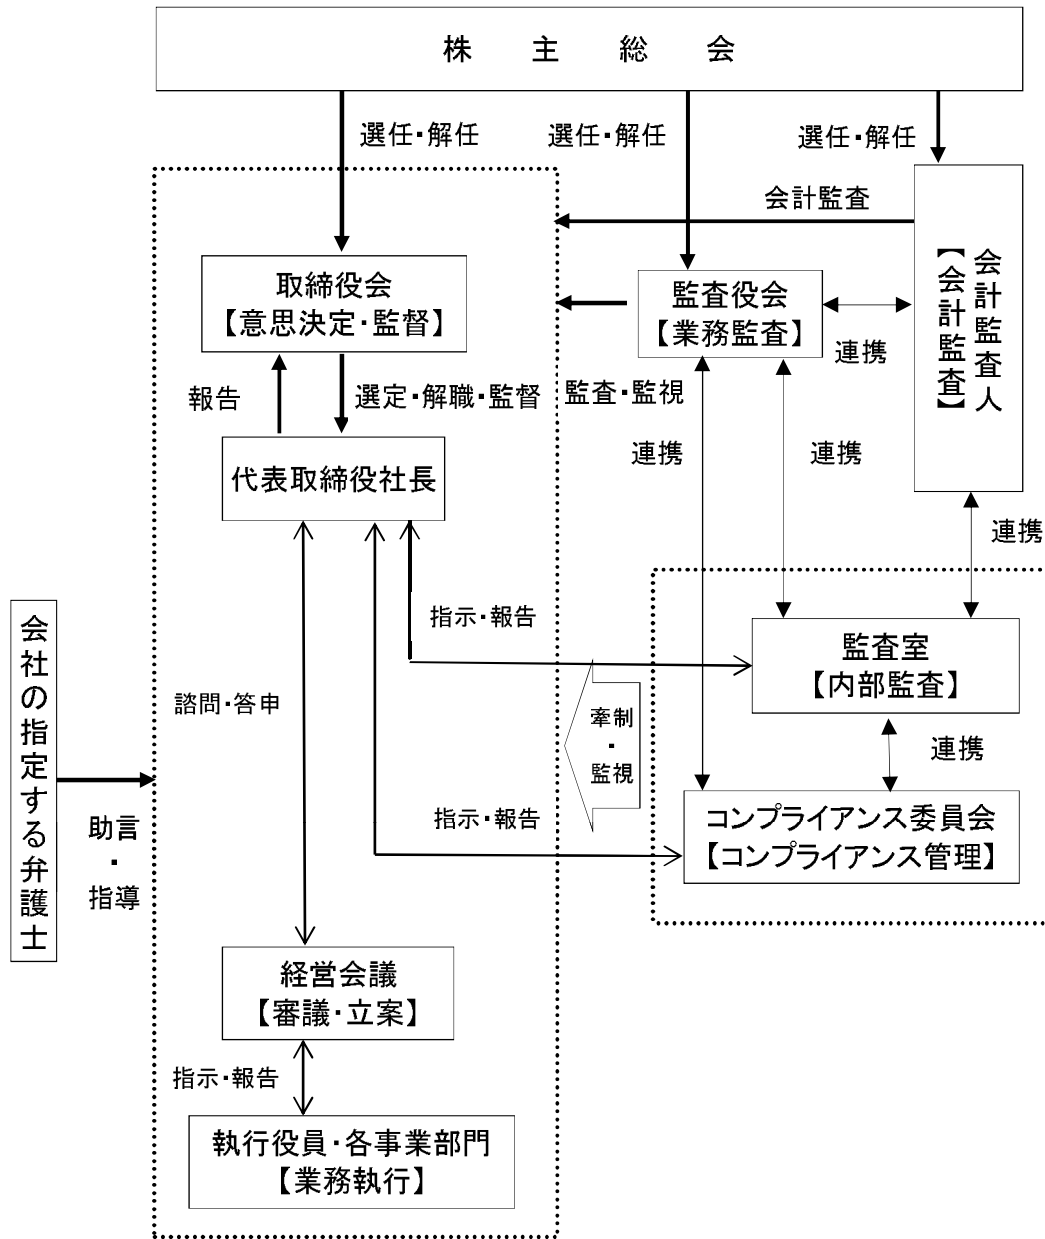 株主総会
選任・解任
選任・解任
選任・解任
会計監査
会計監査人
【会計監査】
取締役会
【意思決定・監督】
監査役会
【業務監査】
連携
報告
選定・解職・監督
監査・監視
連携
連携
代表取締役社長
連携
指示・報告
会社の指定する弁護士
監査室
【内部監査】
諮問・答申
牽制
・
監視
連携
助言
・
指導
指示・報告
コンプライアンス委員会
【コンプライアンス管理】
経営会議
【審議・立案】
指示・報告
執行役員・各事業部門
【業務執行】